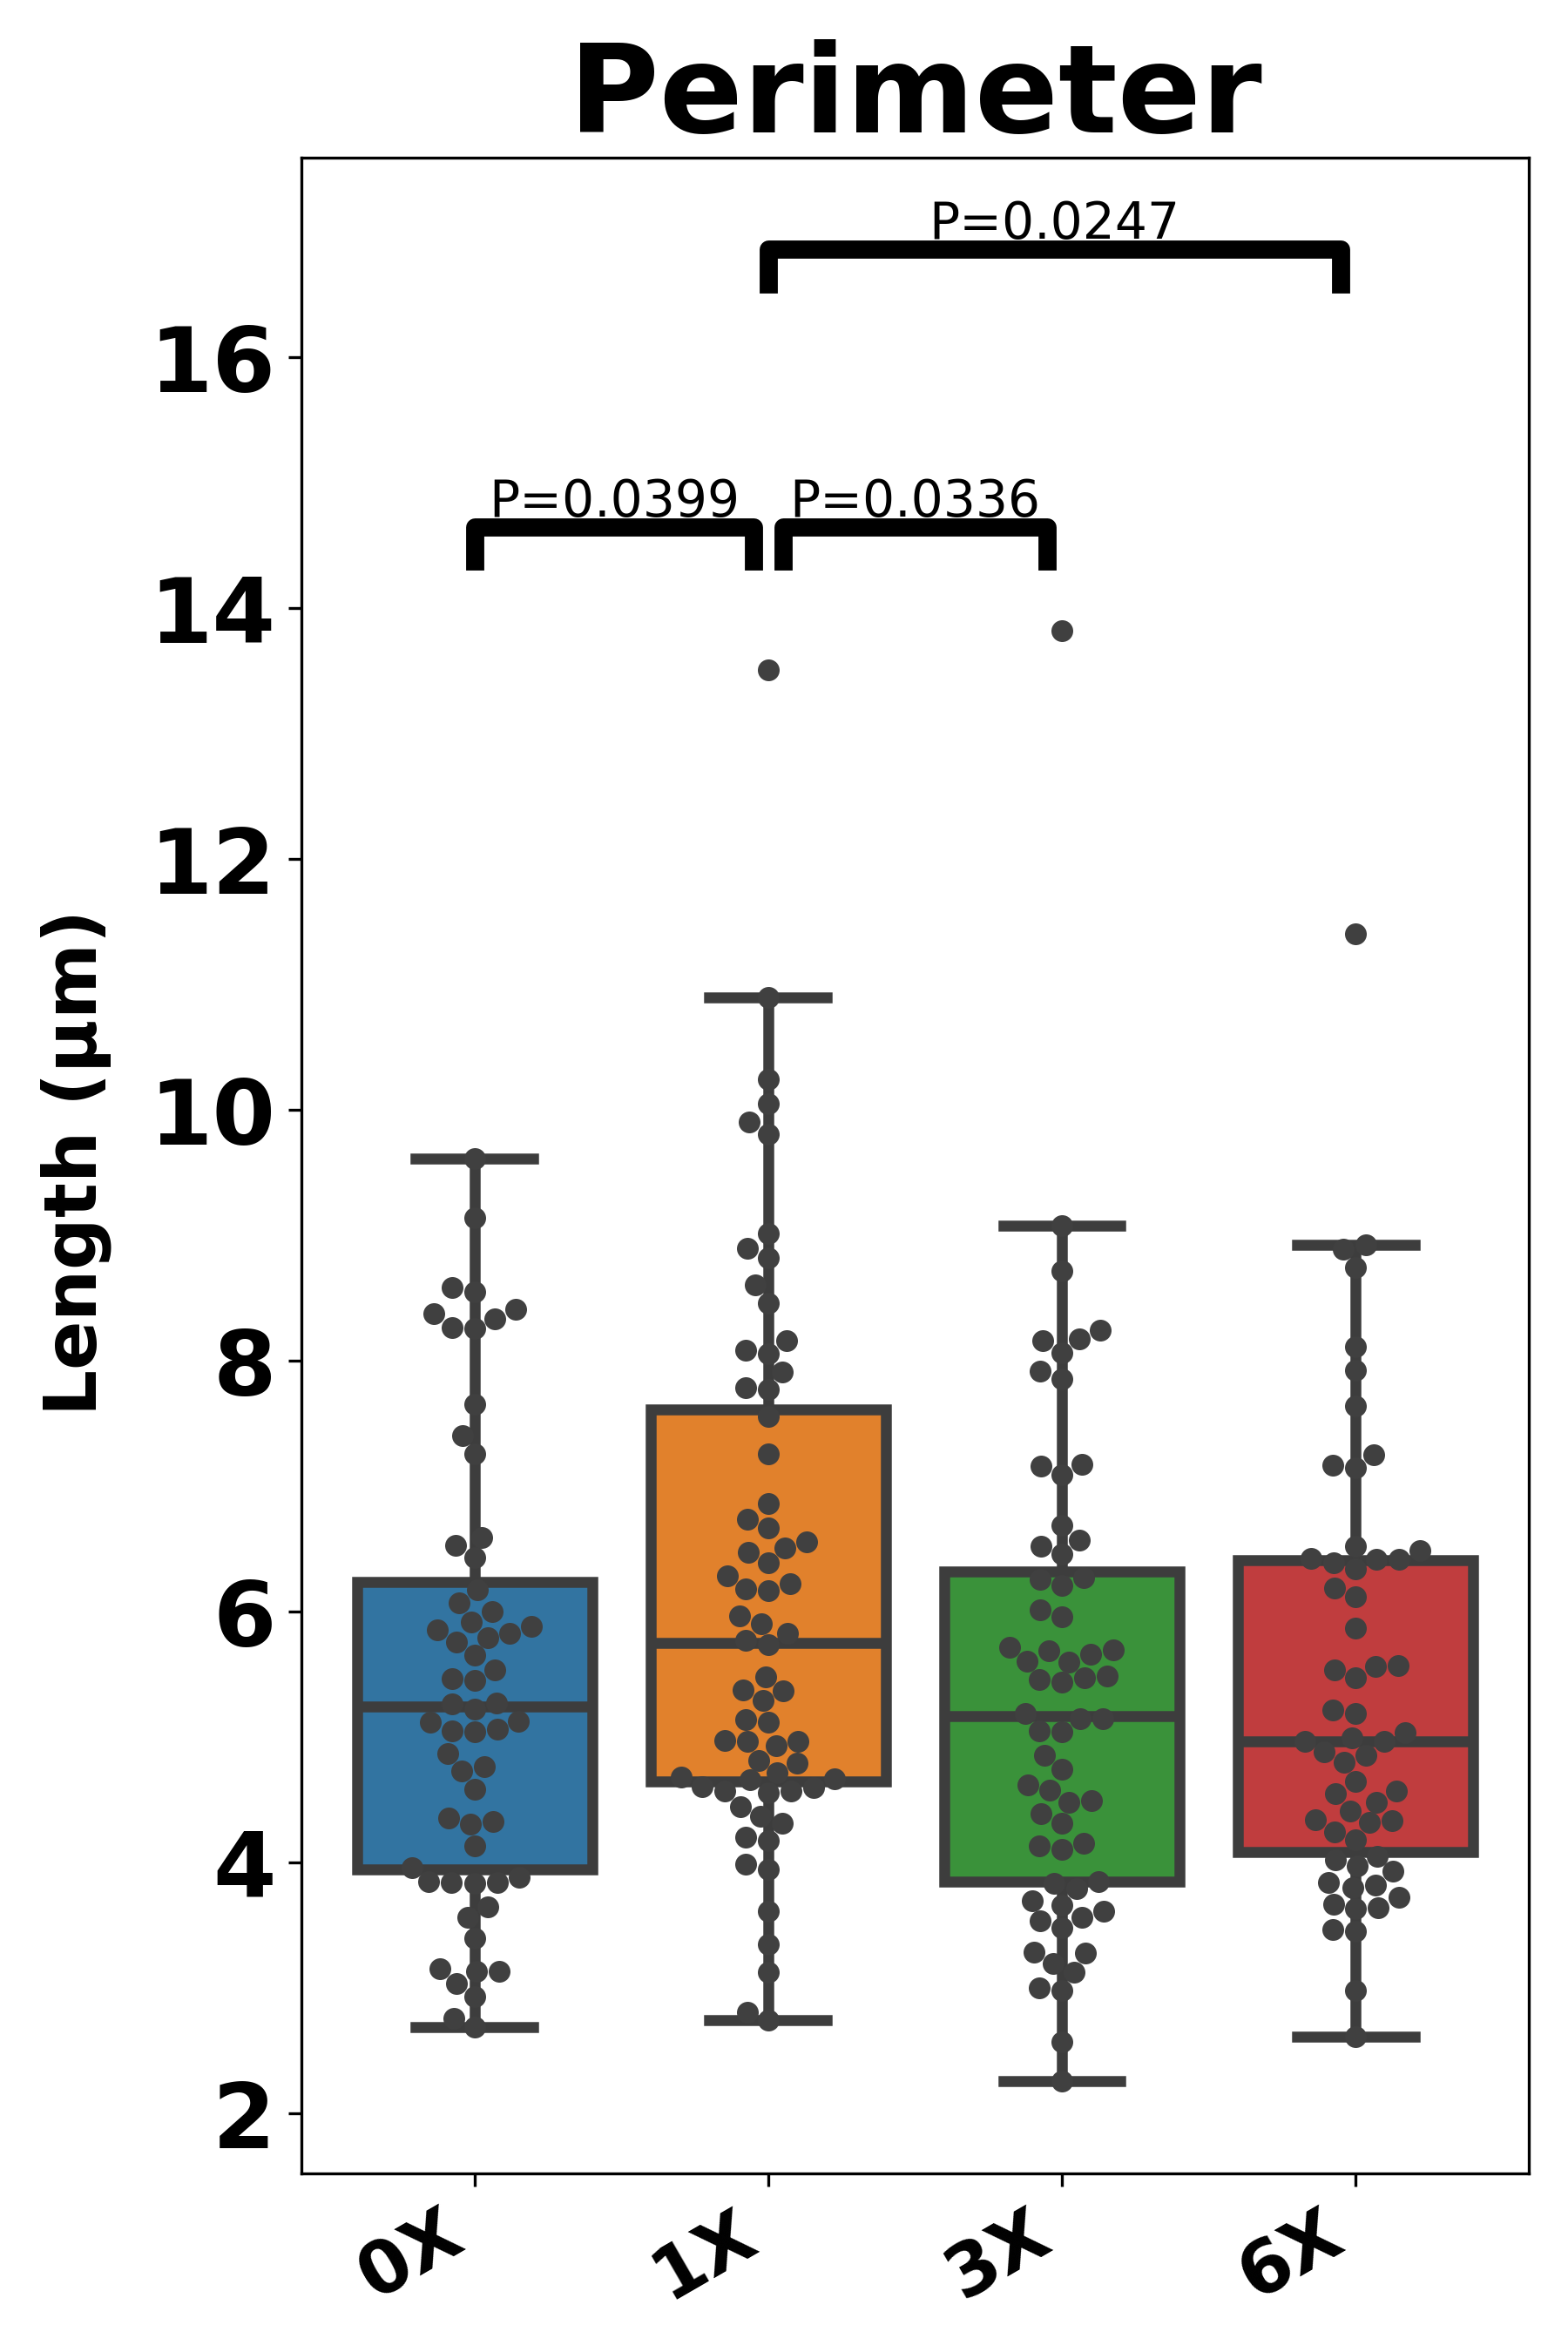 Perimeter
P=0.0247
P=0.0399
P=0.0336
Length (µm)
16
14
12
10
8
6
4
2
0X
1X
3X
6X